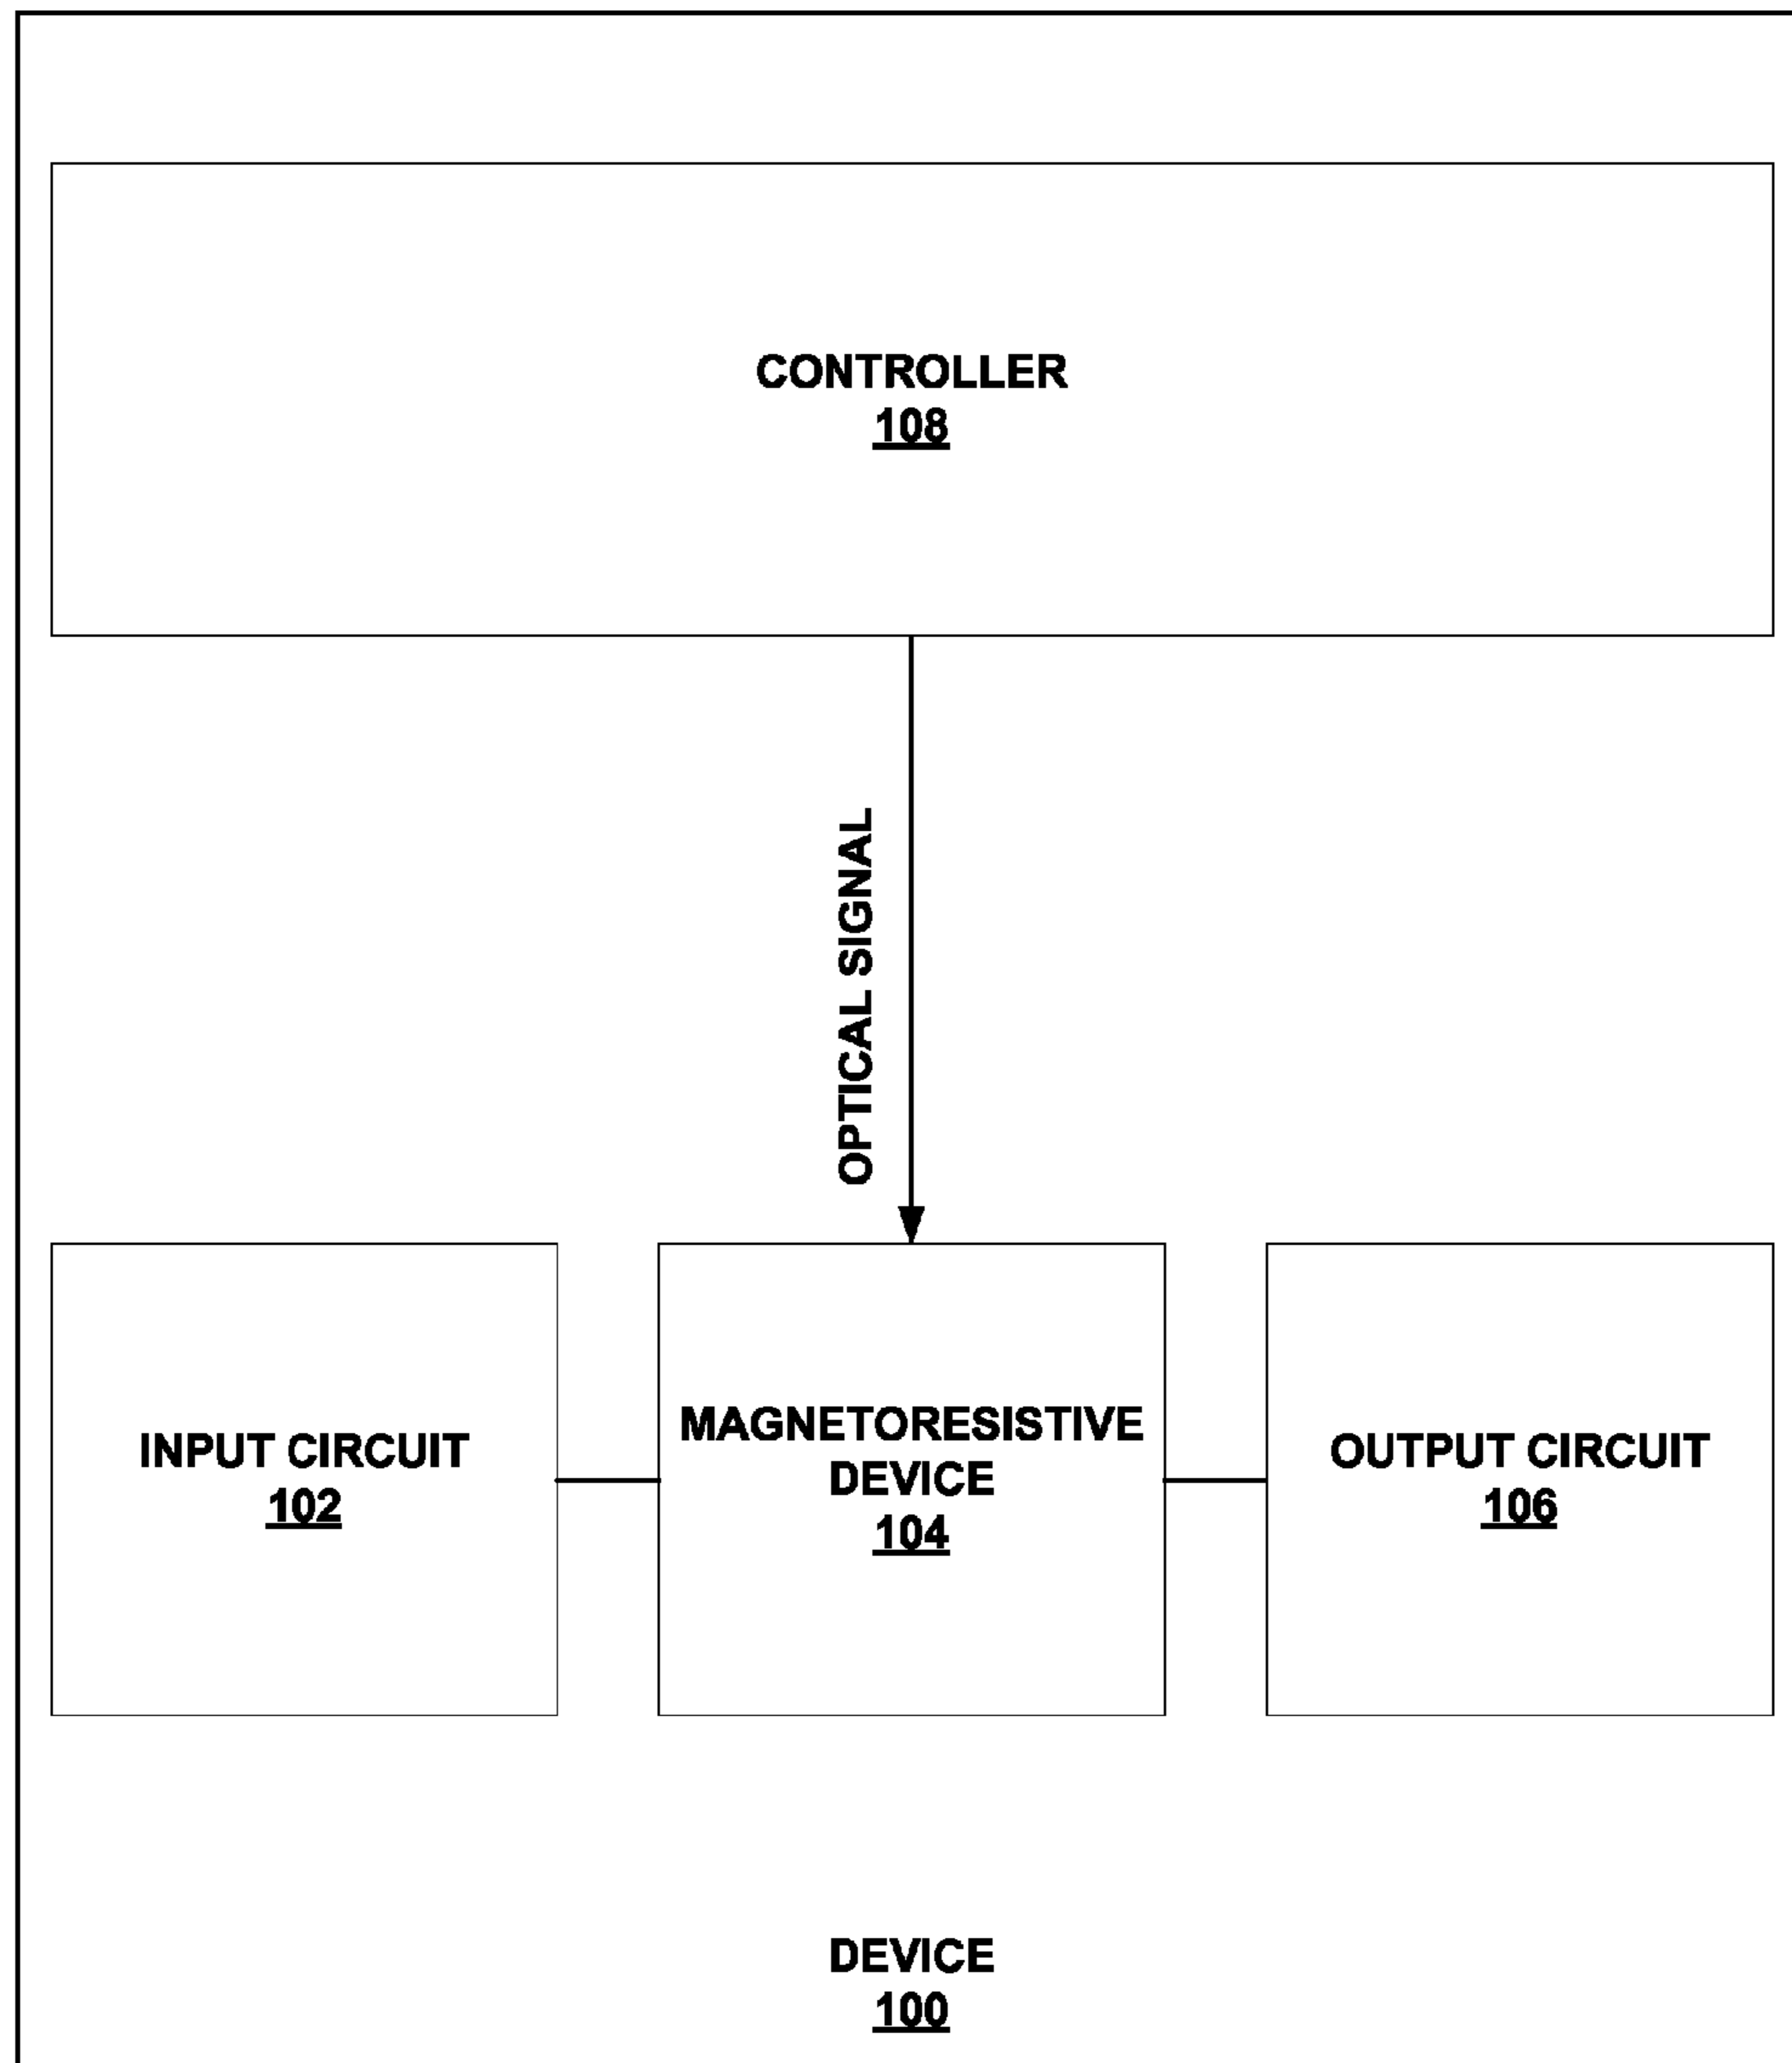 CONTROLLER
108
OPTICAL SIGNAL
INPUT CIRCUIT
102
MAGNETORESISTIVE
DEVICE
104
OUTPUT CIRCUIT
106
DEVICE
100